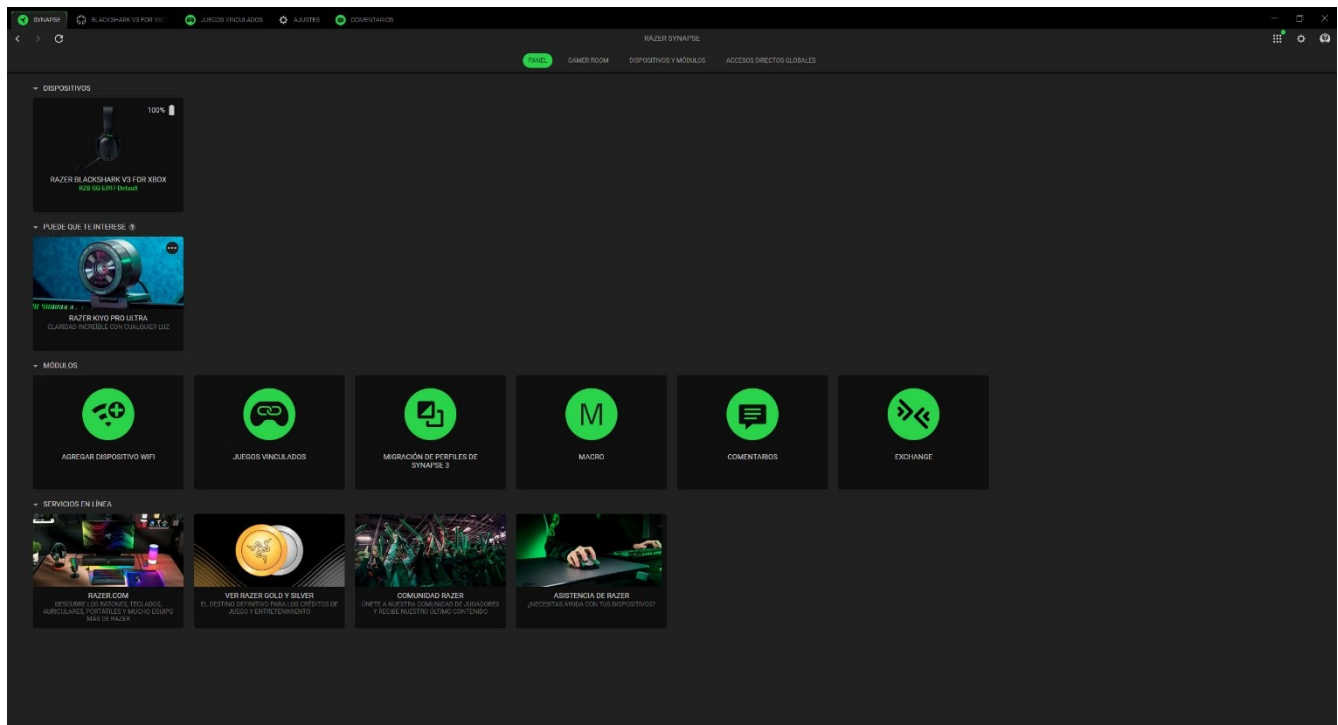 SYNAPSE
BLACKSHARK V3 FOR XBO
JUEGOS VINCULADOS
AJUSTES
COMENTARIOS
RAZER SYNAPSE
PANEL
GAMER ROOM
DISPOSITIVOS Y MÓDULOS
ACCESOS DIRECTOS GLOBALES
DISPOSITIVOS
100%
RAZER BLACKSHARK V3 FOR XBOX
Default
PUEDE QUE TE INTERESE ?
RAZER KIYO PRO ULTRA
CLARIDAD INCREÍBLE CON CUALQUIER LUZ
MÓDULOS
AGREGAR DISPOSITIVO WIFI
JUEGOS VINCULADOS
MIGRACIÓN DE PERFILES DE
SYNAPSE 3
M
MACRO
COMENTARIOS
EXCHANGE
SERVICIOS EN LÍNEA
RAZER.COM
DESCUBRE LOS RATONES, TECLADOS,
AURICULARES, PORTÁTILES Y MUCHO EQUIPO
MÁS DE RAZER
VER RAZER GOLD Y SILVER
EL DESTINO DEFINITIVO PARA LOS CRÉDITOS DE
JUEGO Y ENTRETENIMIENTO
COMUNIDAD RAZER
ÚNETE A NUESTRA COMUNIDAD DE JUGADORES
Y RECIBE NUESTRO ÚLTIMO CONTENIDO
ASISTENCIA DE RAZER
¿NECESITAS AYUDA CON TUS DISPOSITIVOS?